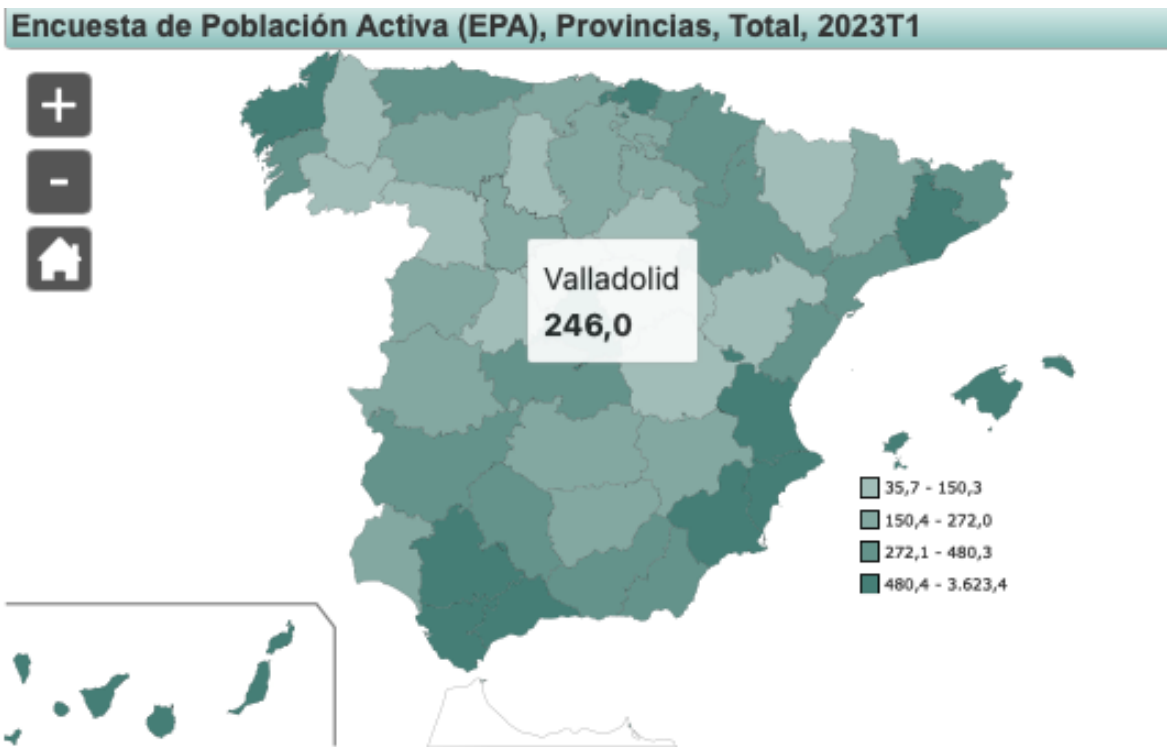 Encuesta de Población Activa (EPA), Provincias, Total, 2023T1
+
-
Valladolid
246,0
35,7 - 150,3
150,4 - 272,0
272,1 - 480,3
480,4 - 3.623,4